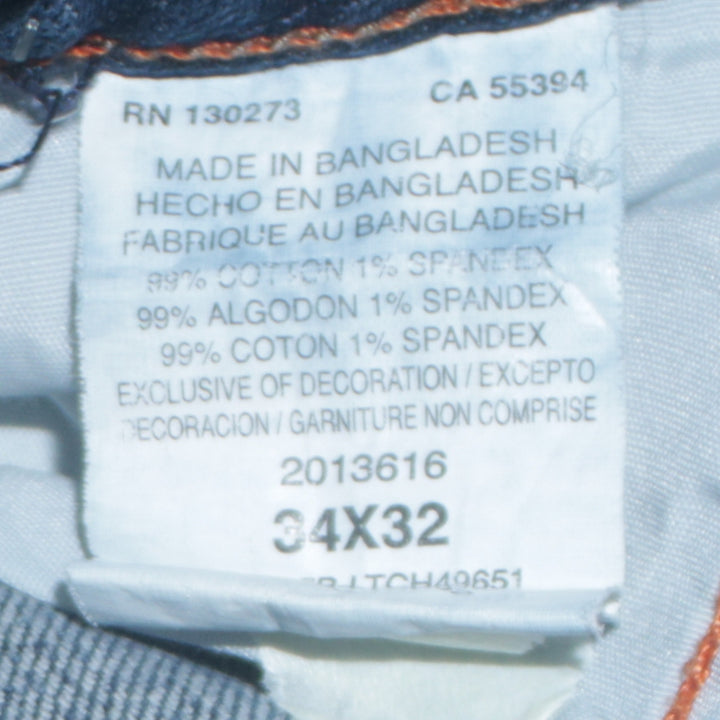 RN 130273 CA 55394
MADE IN BANGLADESH
HECHO EN BANGLADESH
FABRIQUE AU BANGLADESH
99% COTTON 1% SPANDEX
99% ALGODON 1% SPANDEX
99% COTON 1% SPANDEX
EXCLUSIVE OF DECORATION / EXCEPTO
DECORACION / GARNITURE NON COMPRISE
2013616
34X32
LTCH49651